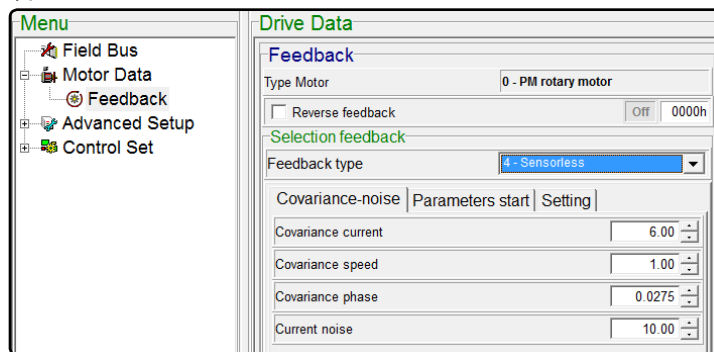 Menu
Field Bus
Motor Data
Feedback
Advanced Setup
Control Set
Drive Data
Feedback
Type Motor 0 - PM rotary motor
Reverse feedback Off 0000h
Selection feedback
Feedback type 4 - Sensorless
Covariance-noise Parameters start Setting
Covariance current 6.00
Covariance speed 1.00
Covariance phase 0.0275
Current noise 10.00